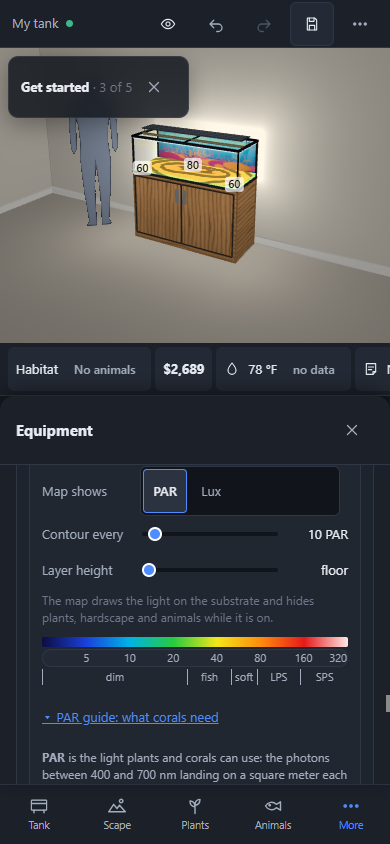 My tank
Get started · 3 of 5
60
80
60
Habitat No animals
$2,689
78 °F no data
Equipment
Map shows PAR Lux
Contour every 10 PAR
Layer height floor
The map draws the light on the substrate and hides
plants, hardscape and animals while it is on.
5 10 20 40 80 160 320
dim fish soft LPS SPS
PAR guide: what corals need
PAR is the light plants and corals can use: the photons
between 400 and 700 nm landing on a square meter each
Tank Scape Plants Animals More